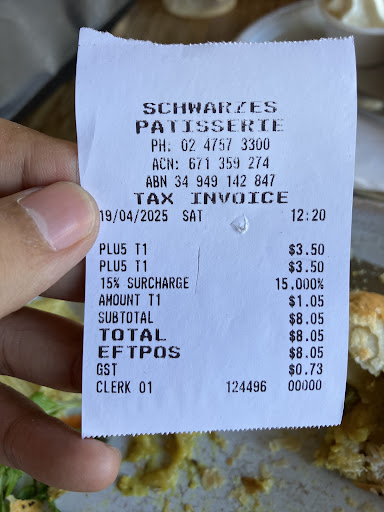 SCHWARZES
PATISSERIE
PH: 02 4757 3300
ACN: 671 359 274
ABN 34 949 142 847
TAX INVOICE
19/04/2025 SAT 12:20
PLU5 T1 $3.50
PLU5 T1 $3.50
15% SURCHARGE 15.000%
AMOUNT T1 $1.05
SUBTOTAL $8.05
TOTAL $8.05
EFTPOS $8.05
GST $0.73
CLERK 01 124496 00000